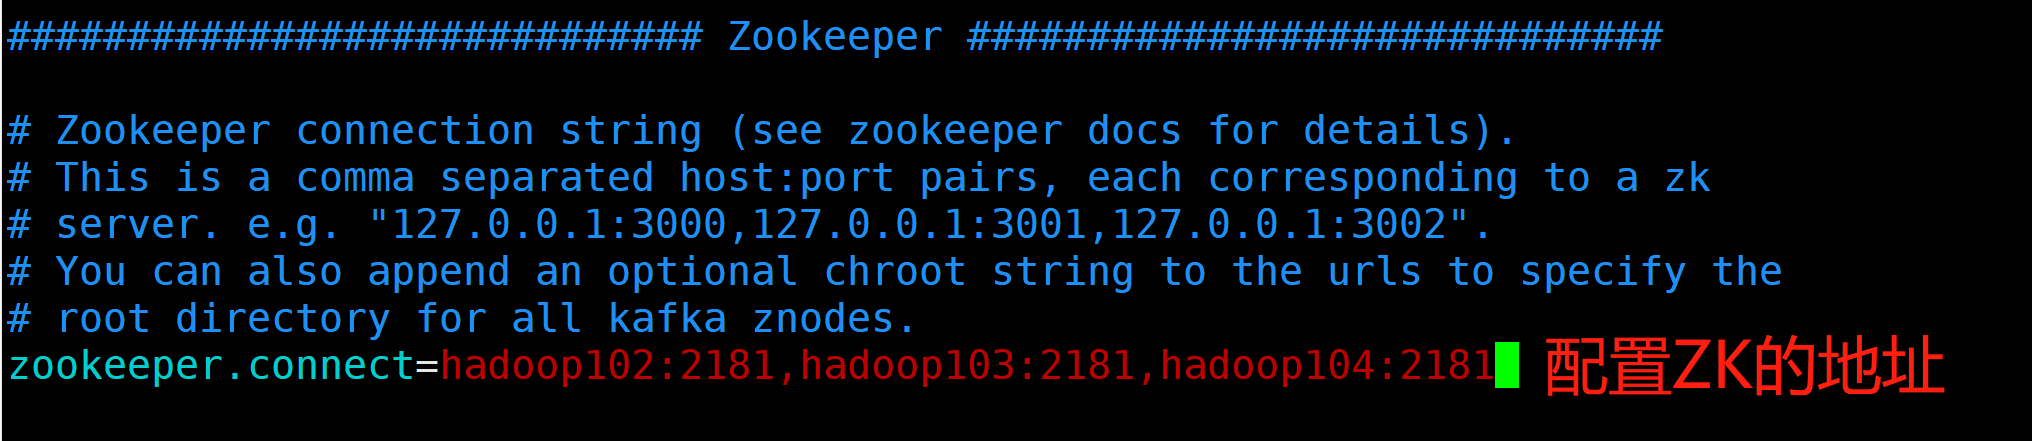 ############################# Zookeeper #############################
# Zookeeper connection string (see zookeeper docs for details).
# This is a comma separated host:port pairs, each corresponding to a zk
# server. e.g. "127.0.0.1:3000,127.0.0.1:3001,127.0.0.1:3002".
# You can also append an optional chroot string to the urls to specify the
# root directory for all kafka znodes.
zookeeper.connect=hadoop102:2181,hadoop103:2181,hadoop104:2181 配置ZK的地址